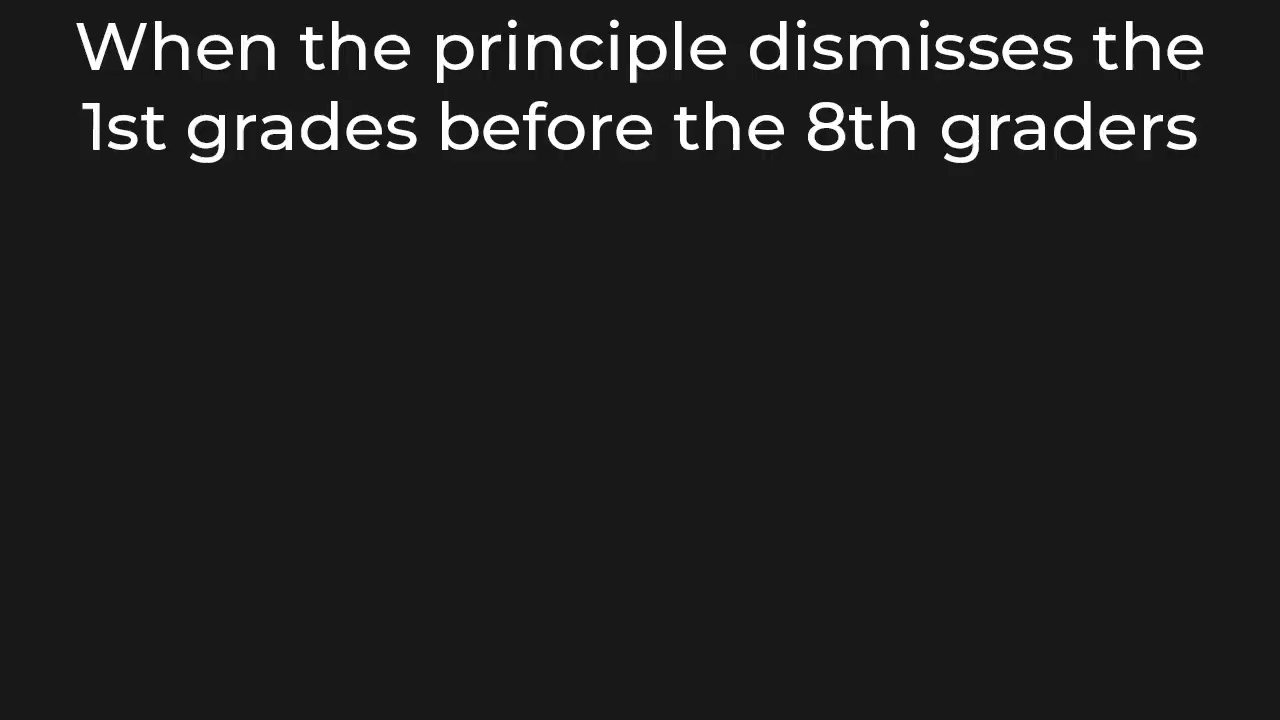 When the principle dismisses the
1st grades before the 8th graders